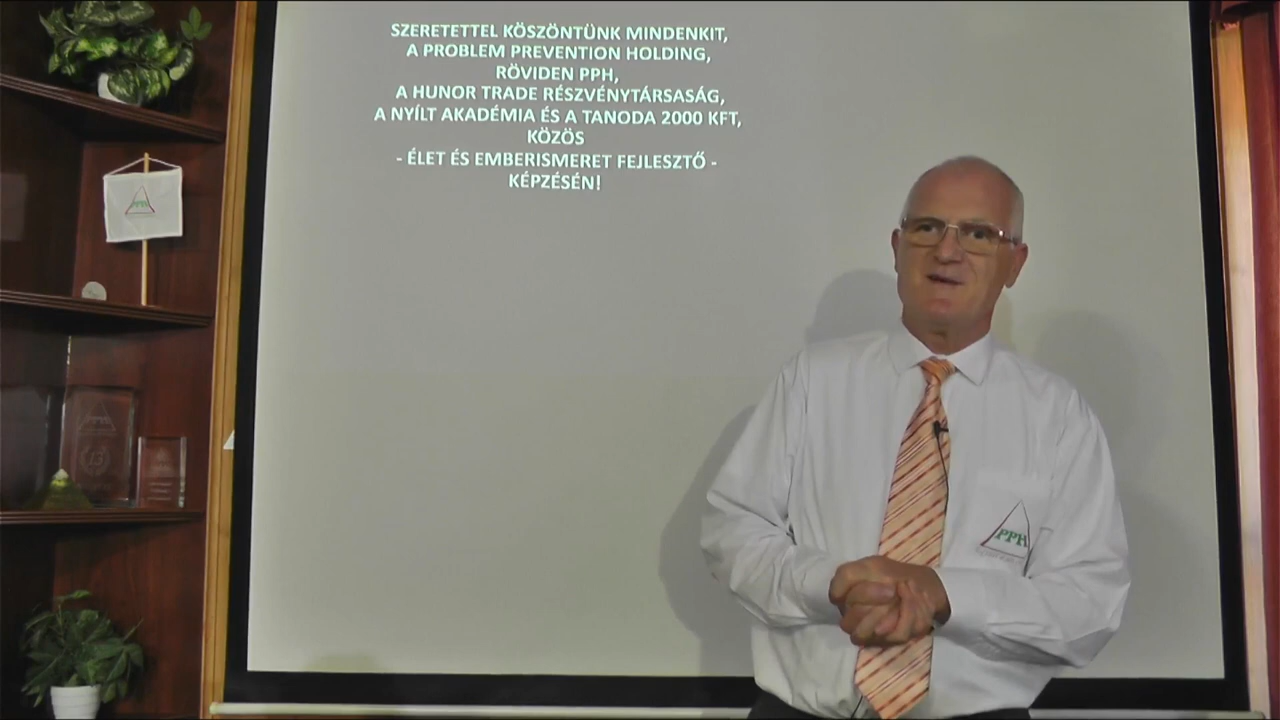 SZERETETTEL KÖSZÖNTÜNK MINDENKIT,
A PROBLEM PREVENTION HOLDING,
RÖVIDEN PPH,
A HUNOR TRADE RÉSZVÉNYTÁRSASÁG,
A NYÍLT AKADÉMIA ÉS A TANODA 2000 KFT,
KÖZÖS
- ÉLET ÉS EMBERISMERET FEJLESZTŐ -
KÉPZÉSÉN!
PPH
PPH
13